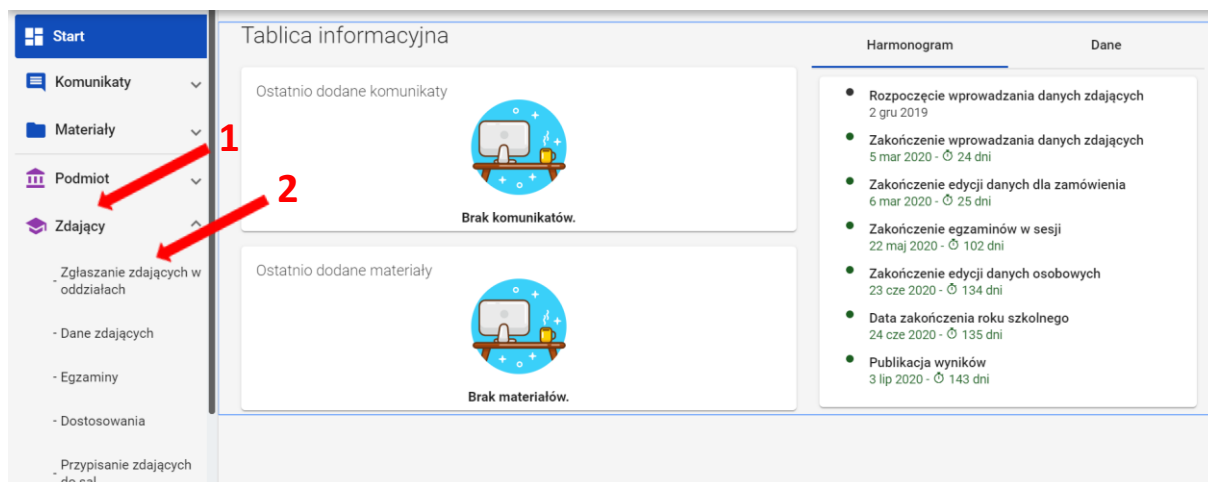 Start
Komunikaty
Materiały
Podmiot
Zdający
- Zgłaszanie zdających w
oddziałach
- Dane zdających
- Egzaminy
- Dostosowania
- Przypisanie zdających
do sal
1
2
Tablica informacyjna
Ostatnio dodane komunikaty
Brak komunikatów.
Ostatnio dodane materiały
Brak materiałów.
Harmonogram Dane
Rozpoczęcie wprowadzania danych zdających
2 gru 2019
Zakończenie wprowadzania danych zdających
5 mar 2020 - 24 dni
Zakończenie edycji danych dla zamówienia
6 mar 2020 - 25 dni
Zakończenie egzaminów w sesji
22 maj 2020 - 102 dni
Zakończenie edycji danych osobowych
23 cze 2020 - 134 dni
Data zakończenia roku szkolnego
24 cze 2020 - 135 dni
Publikacja wyników
3 lip 2020 - 143 dni